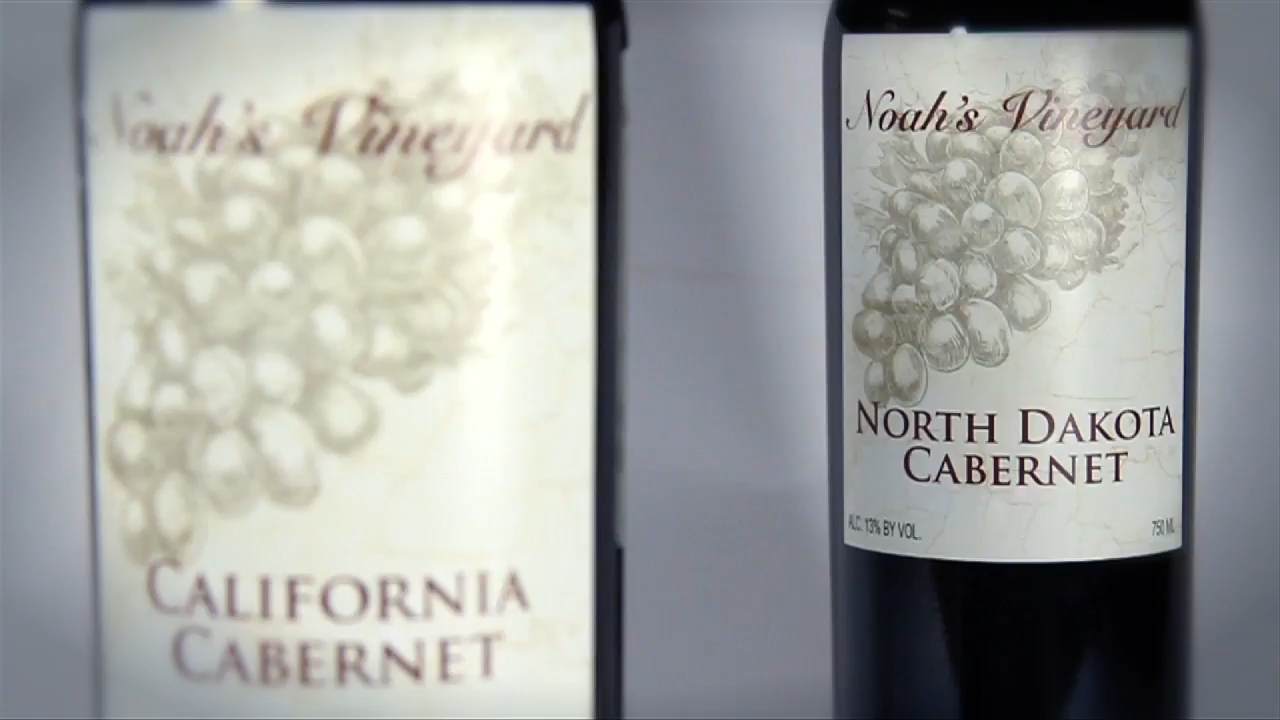 Noah's Vineyard
CALIFORNIA
CABERNET
Noah's Vineyard
NORTH DAKOTA
CABERNET
ALC. 13% BY VOL.
750 ML